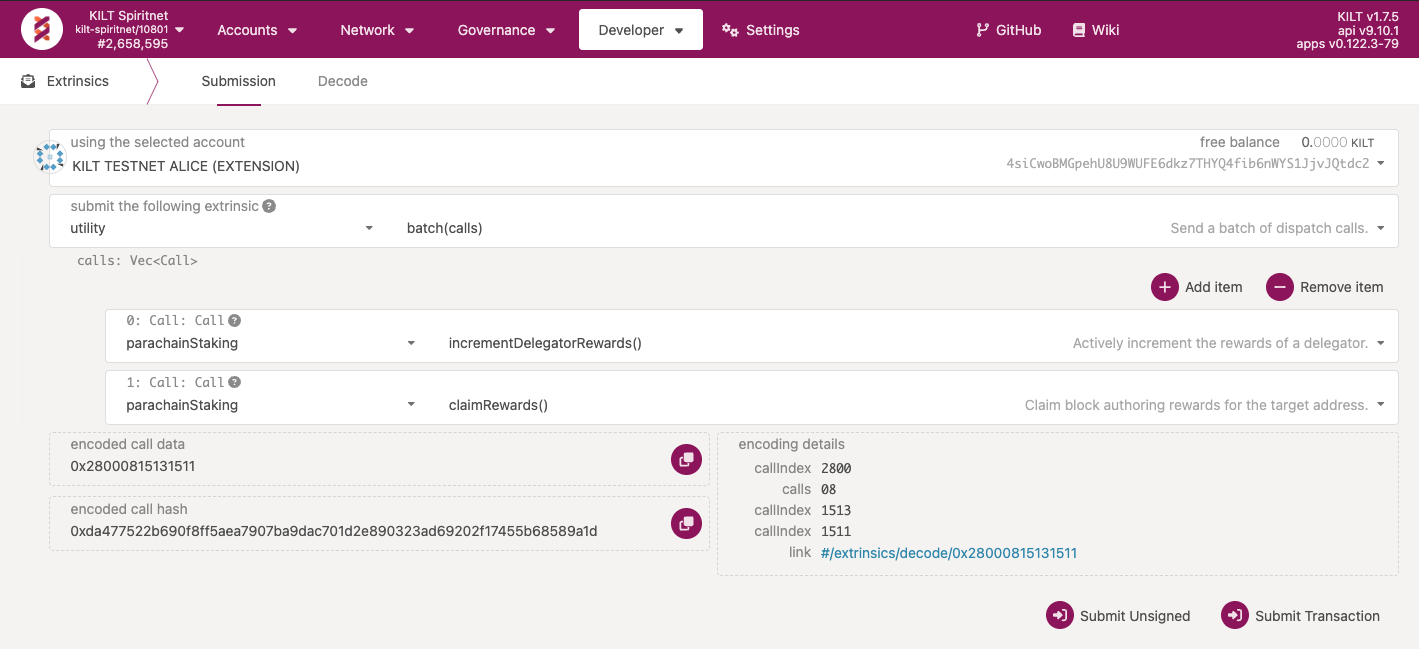 KILT Spiritnet
kilt-spiritnet/10801
#2,658,595
Accounts
Network
Governance
Developer
Settings
GitHub
Wiki
KILT v1.7.5
api v9.10.1
apps v0.122.3-79
Extrinsics
Submission
Decode
using the selected account
KILT TESTNET ALICE (EXTENSION)
free balance 0.0000 KILT
4siCwoBMGpehU8U9WUFE6dkz7THYQ4fib6nWYS1JjvJQtdc2
submit the following extrinsic ?
utility
batch(calls)
Send a batch of dispatch calls.
calls: Vec<Call>
Add item
Remove item
0: Call: Call ?
parachainStaking
incrementDelegatorRewards()
Actively increment the rewards of a delegator.
1: Call: Call ?
parachainStaking
claimRewards()
Claim block authoring rewards for the target address.
encoded call data
0x28000815131511
encoded call hash
0xda477522b690f8ff5aea7907ba9dac701d2e890323ad69202f17455b68589a1d
encoding details
callIndex 2800
calls 08
callIndex 1513
callIndex 1511
link #/extrinsics/decode/0x28000815131511
Submit Unsigned
Submit Transaction